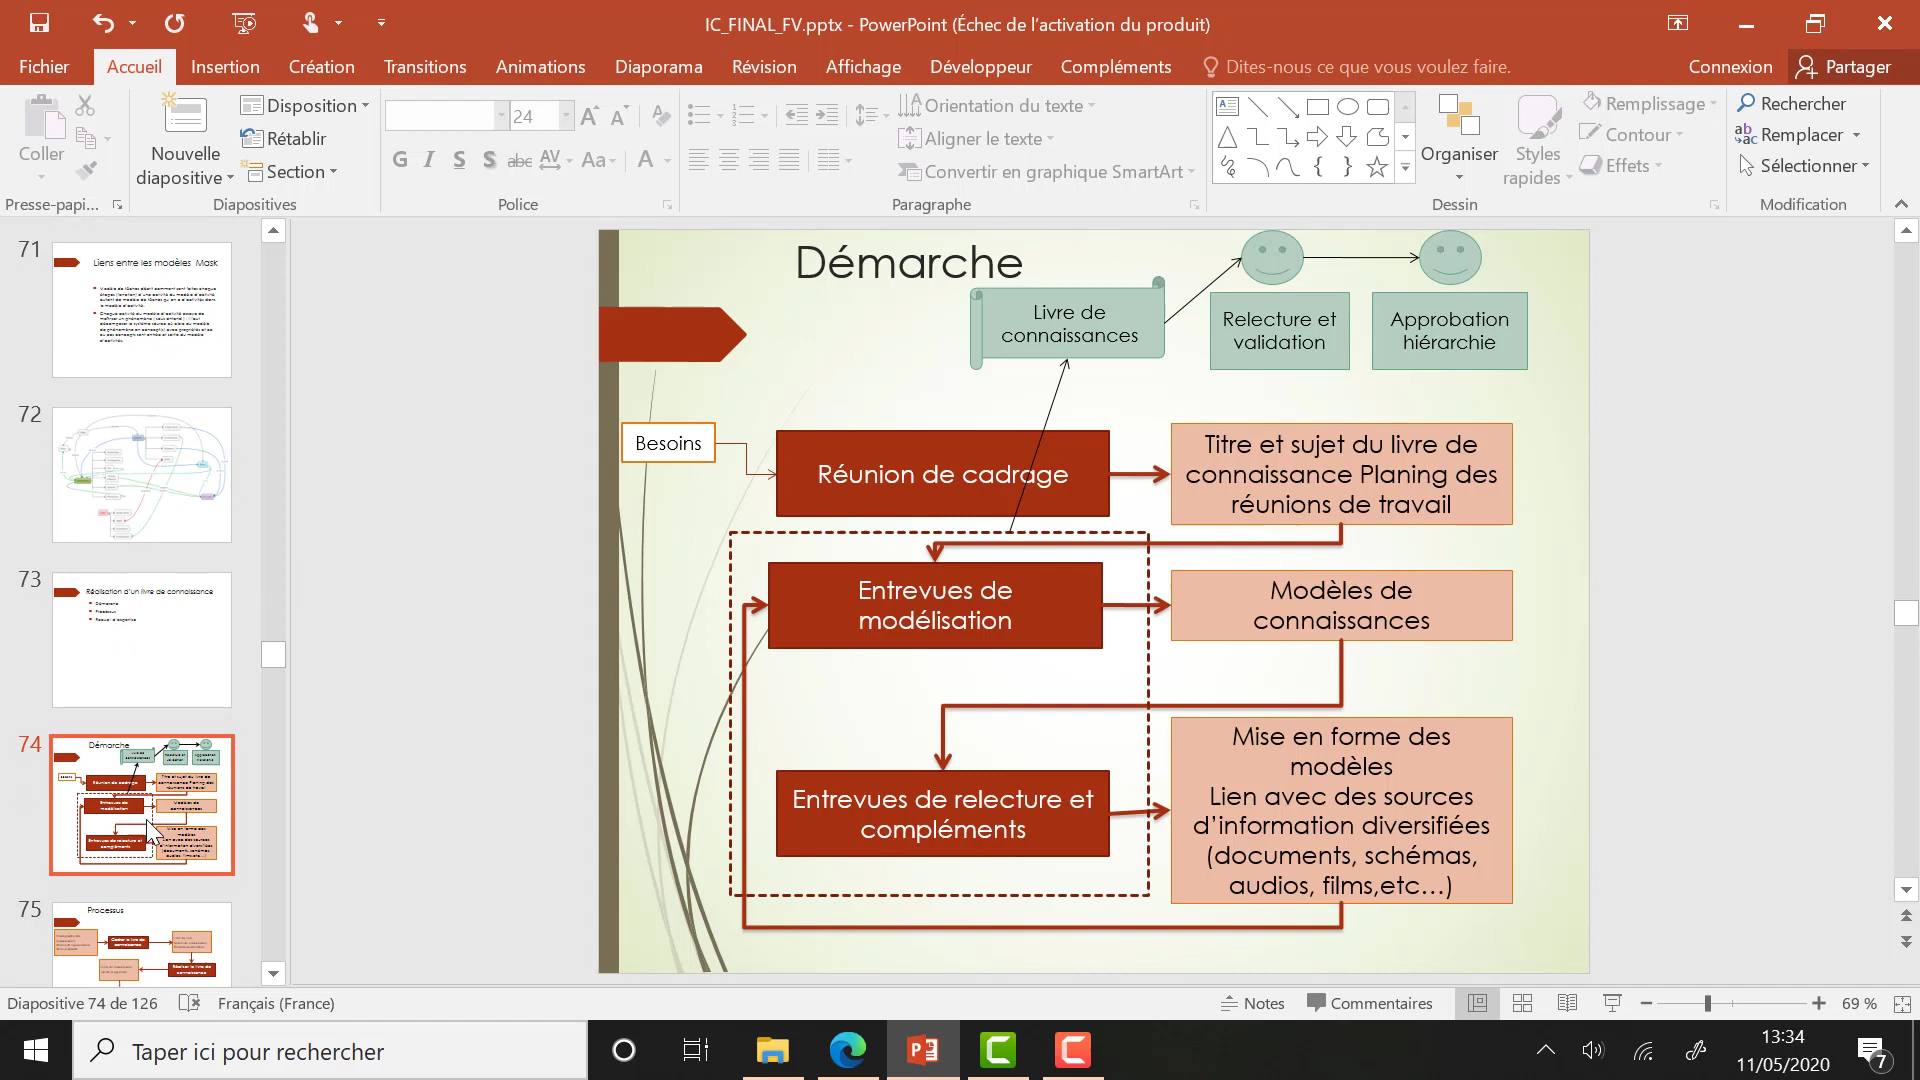 IC_FINAL_FV.pptx - PowerPoint (Échec de l'activation du produit)
Fichier
Accueil
Insertion
Création
Transitions
Animations
Diaporama
Révision
Affichage
Développeur
Compléments
Dites-nous ce que vous voulez faire.
Connexion
Partager
Coller
Nouvelle
diapositive
Disposition
Rétablir
Section
24
G I S S abc AV Aa A
Orientation du texte
Aligner le texte
Convertir en graphique SmartArt
Organiser
Styles
rapides
Remplissage
Contour
Effets
Rechercher
Remplacer
Sélectionner
Presse-papi...
Diapositives
Police
Paragraphe
Dessin
Modification
71
Liens entre les modèles Mask
72
73
Réalisation d'un livre de connaissance
Démarche
Processus
Recueil d'expertise
74
Démarche
75
Processus
Démarche
Livre de
connaissances
Relecture et
validation
Approbation
hiérarchie
Besoins
Réunion de cadrage
Titre et sujet du livre de
connaissance Planing des
réunions de travail
Entrevues de
modélisation
Modèles de
connaissances
Entrevues de relecture et
compléments
Mise en forme des
modèles
Lien avec des sources
d'information diversifiées
(documents, schémas,
audios, films,etc…)
Diapositive 74 de 126
Français (France)
Notes
Commentaires
69 %
Taper ici pour rechercher
13:34
11/05/2020
7